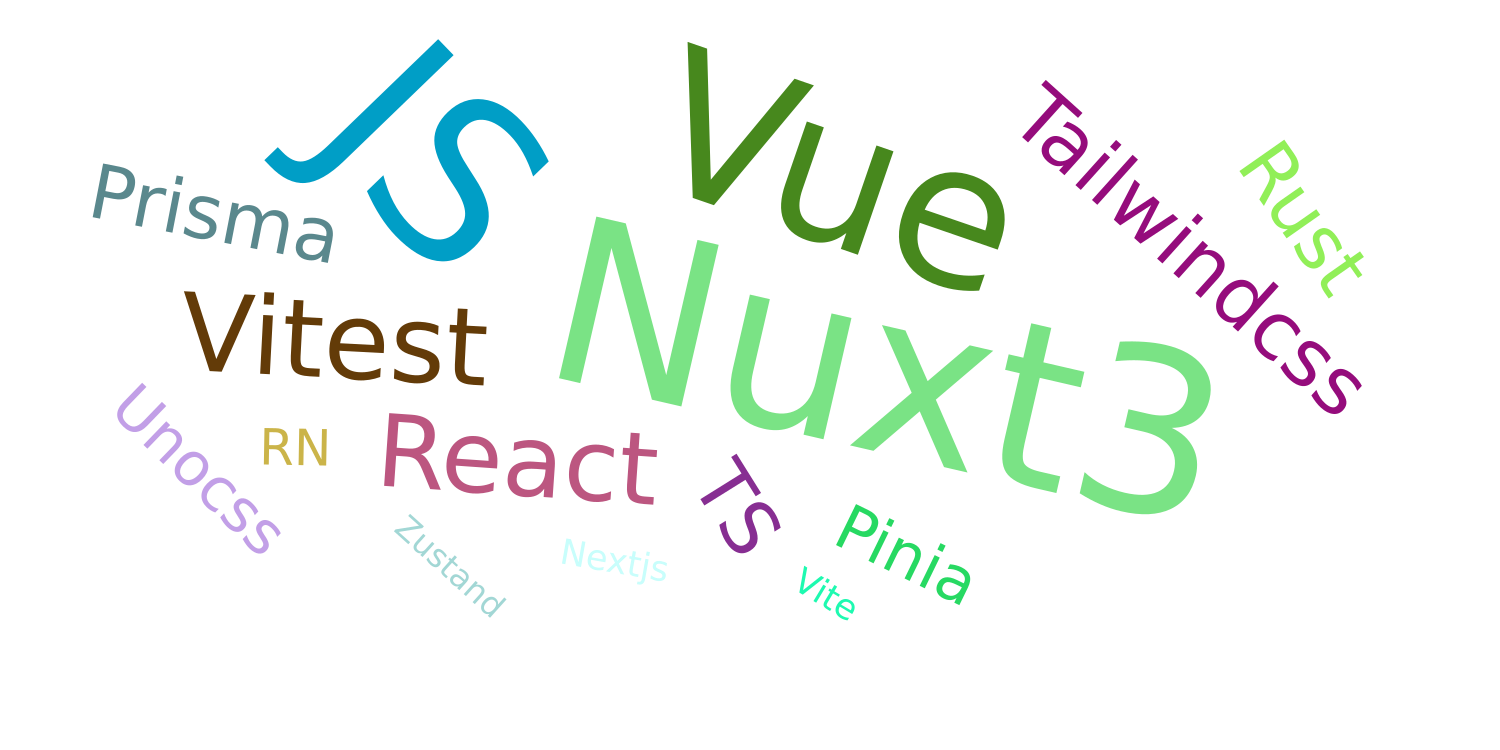 JS
Vue
Tailwindcss
Rust
Prisma
Nuxt3
Vitest
Unocss
RN
React
TS
Pinia
Zustand
Nextjs
Vite